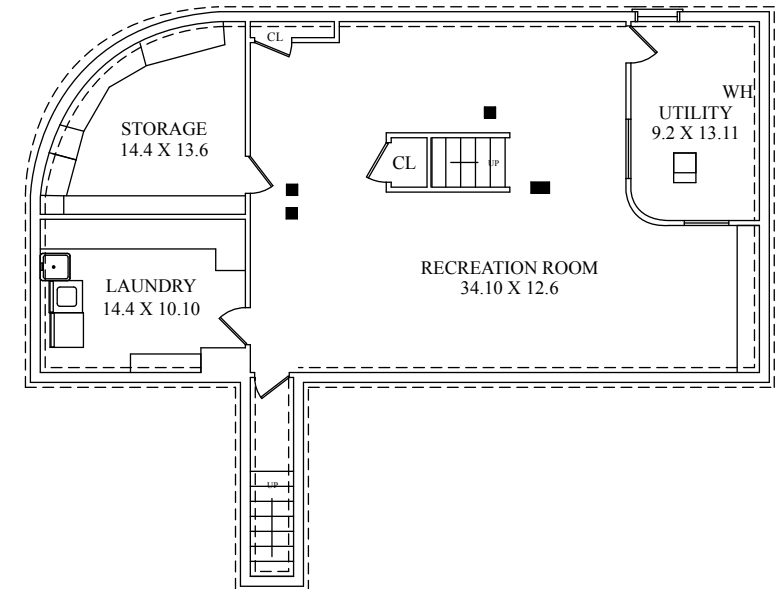 CL
WH
UTILITY
9.2 X 13.11
STORAGE
14.4 X 13.6
CL
UP
RECREATION ROOM
34.10 X 12.6
LAUNDRY
14.4 X 10.10
UP